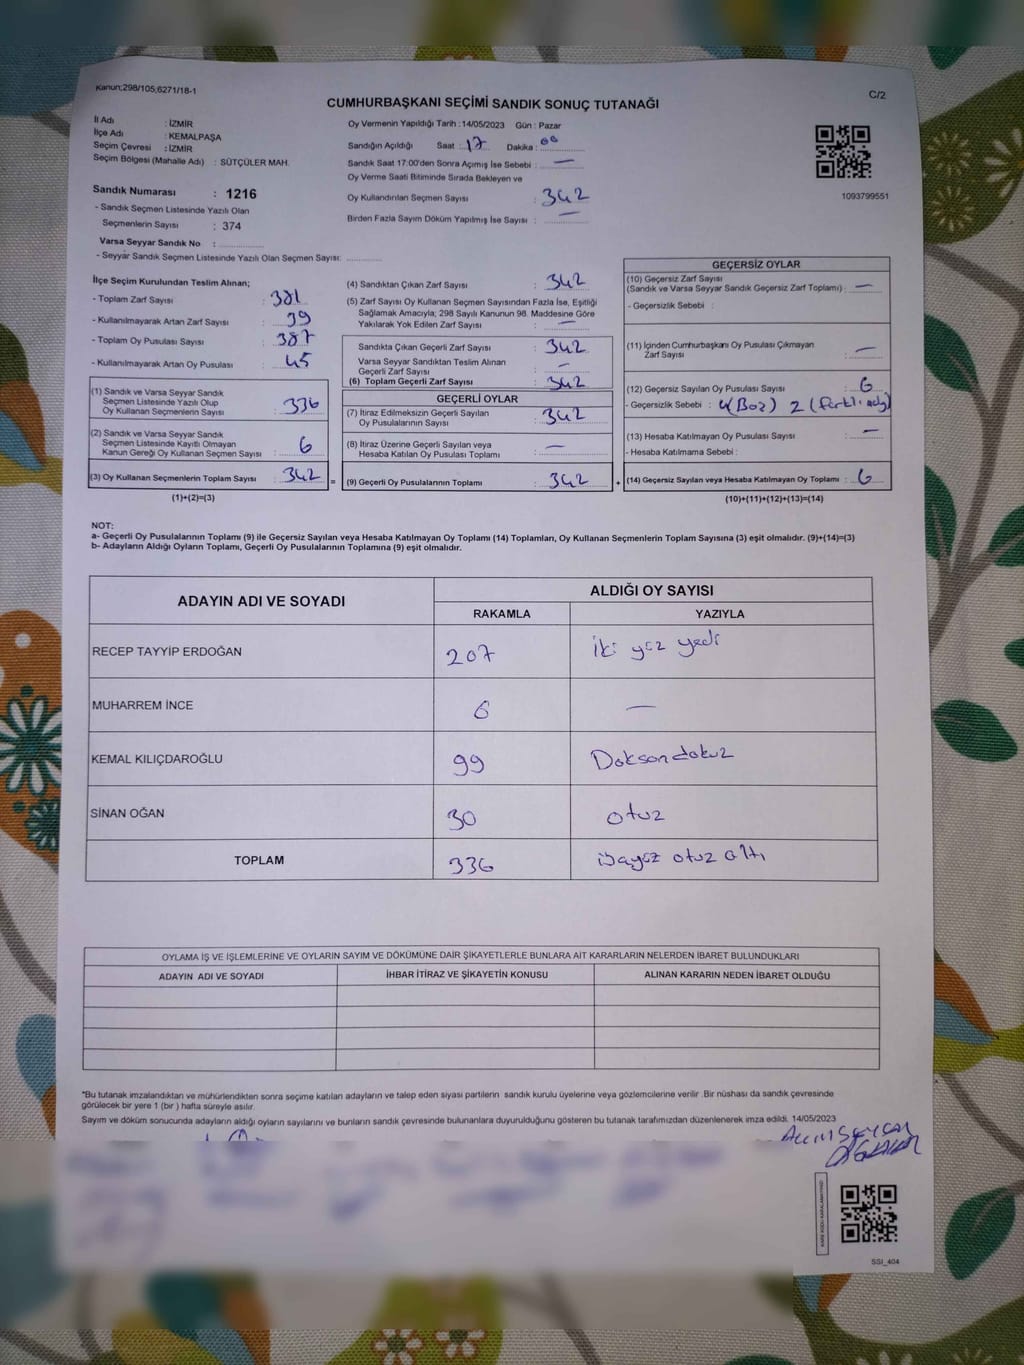 Kanun;298/105;6271/18-1
C/2
CUMHURBAŞKANI SEÇİMİ SANDIK SONUÇ TUTANAĞI
İl Adı : İZMİR
İlçe Adı : KEMALPAŞA
Seçim Çevresi : İZMİR
Seçim Bölgesi (Mahalle Adı) : SÜTÇÜLER MAH.
Sandık Numarası : 1216
- Sandık Seçmen Listesinde Yazılı Olan
Seçmenlerin Sayısı : 374
Varsa Seyyar Sandık No :
- Seyyar Sandık Seçmen Listesinde Yazılı Olan Seçmen Sayısı:
Oy Vermenin Yapıldığı Tarih : 14/05/2023 Gün : Pazar
Sandığın Açıldığı Saat : 17 Dakika : 00
Sandık Saat 17:00'den Sonra Açımış İse Sebebi : —
Oy Verme Saati Bitiminde Sırada Bekleyen ve
Oy Kullandırılan Seçmen Sayısı : 342
Birden Fazla Sayım Döküm Yapılmış İse Sayısı : —
1093799551
İlçe Seçim Kurulundan Teslim Alınan;
- Toplam Zarf Sayısı : 381
- Kullanılmayarak Artan Zarf Sayısı : 39
- Toplam Oy Pusulası Sayısı : 387
- Kullanılmayarak Artan Oy Pusulası : 45
(1) Sandık ve Varsa Seyyar Sandık
Seçmen Listesinde Yazılı Olup
Oy Kullanan Seçmenlerin Sayısı : 336
(2) Sandık ve Varsa Seyyar Sandık
Seçmen Listesinde Kayıtlı Olmayan
Kanun Gereği Oy Kullanan Seçmen Sayısı : 6
(3) Oy Kullanan Seçmenlerin Toplam Sayısı : 342 =
(1)+(2)=(3)
(4) Sandıktan Çıkan Zarf Sayısı : 342
(5) Zarf Sayısı Oy Kullanan Seçmen Sayısından Fazla İse, Eşitliği
Sağlamak Amacıyla; 298 Sayılı Kanunun 98. Maddesine Göre
Yakılarak Yok Edilen Zarf Sayısı : —
Sandıkta Çıkan Geçerli Zarf Sayısı : 342
Varsa Seyyar Sandıktan Teslim Alınan
Geçerli Zarf Sayısı : —
(6) Toplam Geçerli Zarf Sayısı : 342
GEÇERLİ OYLAR
(7) İtiraz Edilmeksizin Geçerli Sayılan
Oy Pusulalarının Sayısı : 342
(8) İtiraz Üzerine Geçerli Sayılan veya
Hesaba Katılan Oy Pusulası Toplamı : —
(9) Geçerli Oy Pusulalarının Toplamı : 342 +
GEÇERSİZ OYLAR
(10) Geçersiz Zarf Sayısı
(Sandık ve Varsa Seyyar Sandık Geçersiz Zarf Toplamı) : —
- Geçersizlik Sebebi :
(11) İçinden Cumhurbaşkanı Oy Pusulası Çıkmayan
Zarf Sayısı : —
(12) Geçersiz Sayılan Oy Pusulası Sayısı : 6
- Geçersizlik Sebebi : 4(Boz) 2 (farklı
(13) Hesaba Katılmayan Oy Pusulası Sayısı : —
- Hesaba Katılmama Sebebi :
(14) Geçersiz Sayılan veya Hesaba Katılmayan Oy Toplamı : 6
(10)+(11)+(12)+(13)=(14)
NOT:
a- Geçerli Oy Pusulalarının Toplamı (9) ile Geçersiz Sayılan veya Hesaba Katılmayan Oy Toplamı (14) Toplamları, Oy Kullanan Seçmenlerin Toplam Sayısına (3) eşit olmalıdır. (9)+(14)=(3)
b- Adayların Aldığı Oyların Toplamı, Geçerli Oy Pusulalarının Toplamına (9) eşit olmalıdır.
ADAYIN ADI VE SOYADI
ALDIĞI OY SAYISI
RAKAMLA YAZIYLA
RECEP TAYYİP ERDOĞAN 207 iki yüz yedi
MUHARREM İNCE 6 —
KEMAL KILIÇDAROĞLU 99 Doksandokuz
SİNAN OĞAN 30 otuz
TOPLAM 336 üçyüz otuz altı
OYLAMA İŞ VE İŞLEMLERİNE VE OYLARIN SAYIM VE DÖKÜMÜNE DAİR ŞİKAYETLERLE BUNLARA AİT KARARLARIN NELERDEN İBARET BULUNDUKLARI
ADAYIN ADI VE SOYADI İHBAR İTİRAZ VE ŞİKAYETİN KONUSU ALINAN KARARIN NEDEN İBARET OLDUĞU
"Bu tutanak imzalandıktan ve mühürlendikten sonra seçime katılan adayların ve talep eden siyasi partilerin sandık kurulu üyelerine veya gözlemcilerine verilir .Bir nüshası da sandık çevresinde
görülecek bir yere 1 (bir ) hafta süreyle asılır.
Sayım ve döküm sonucunda adayların aldığı oyların sayılarını ve bunların sandık çevresinde bulunanlara duyurulduğunu gösteren bu tutanak tarafımızdan düzenlenerek imza edildi. 14/05/2023
SSI_404